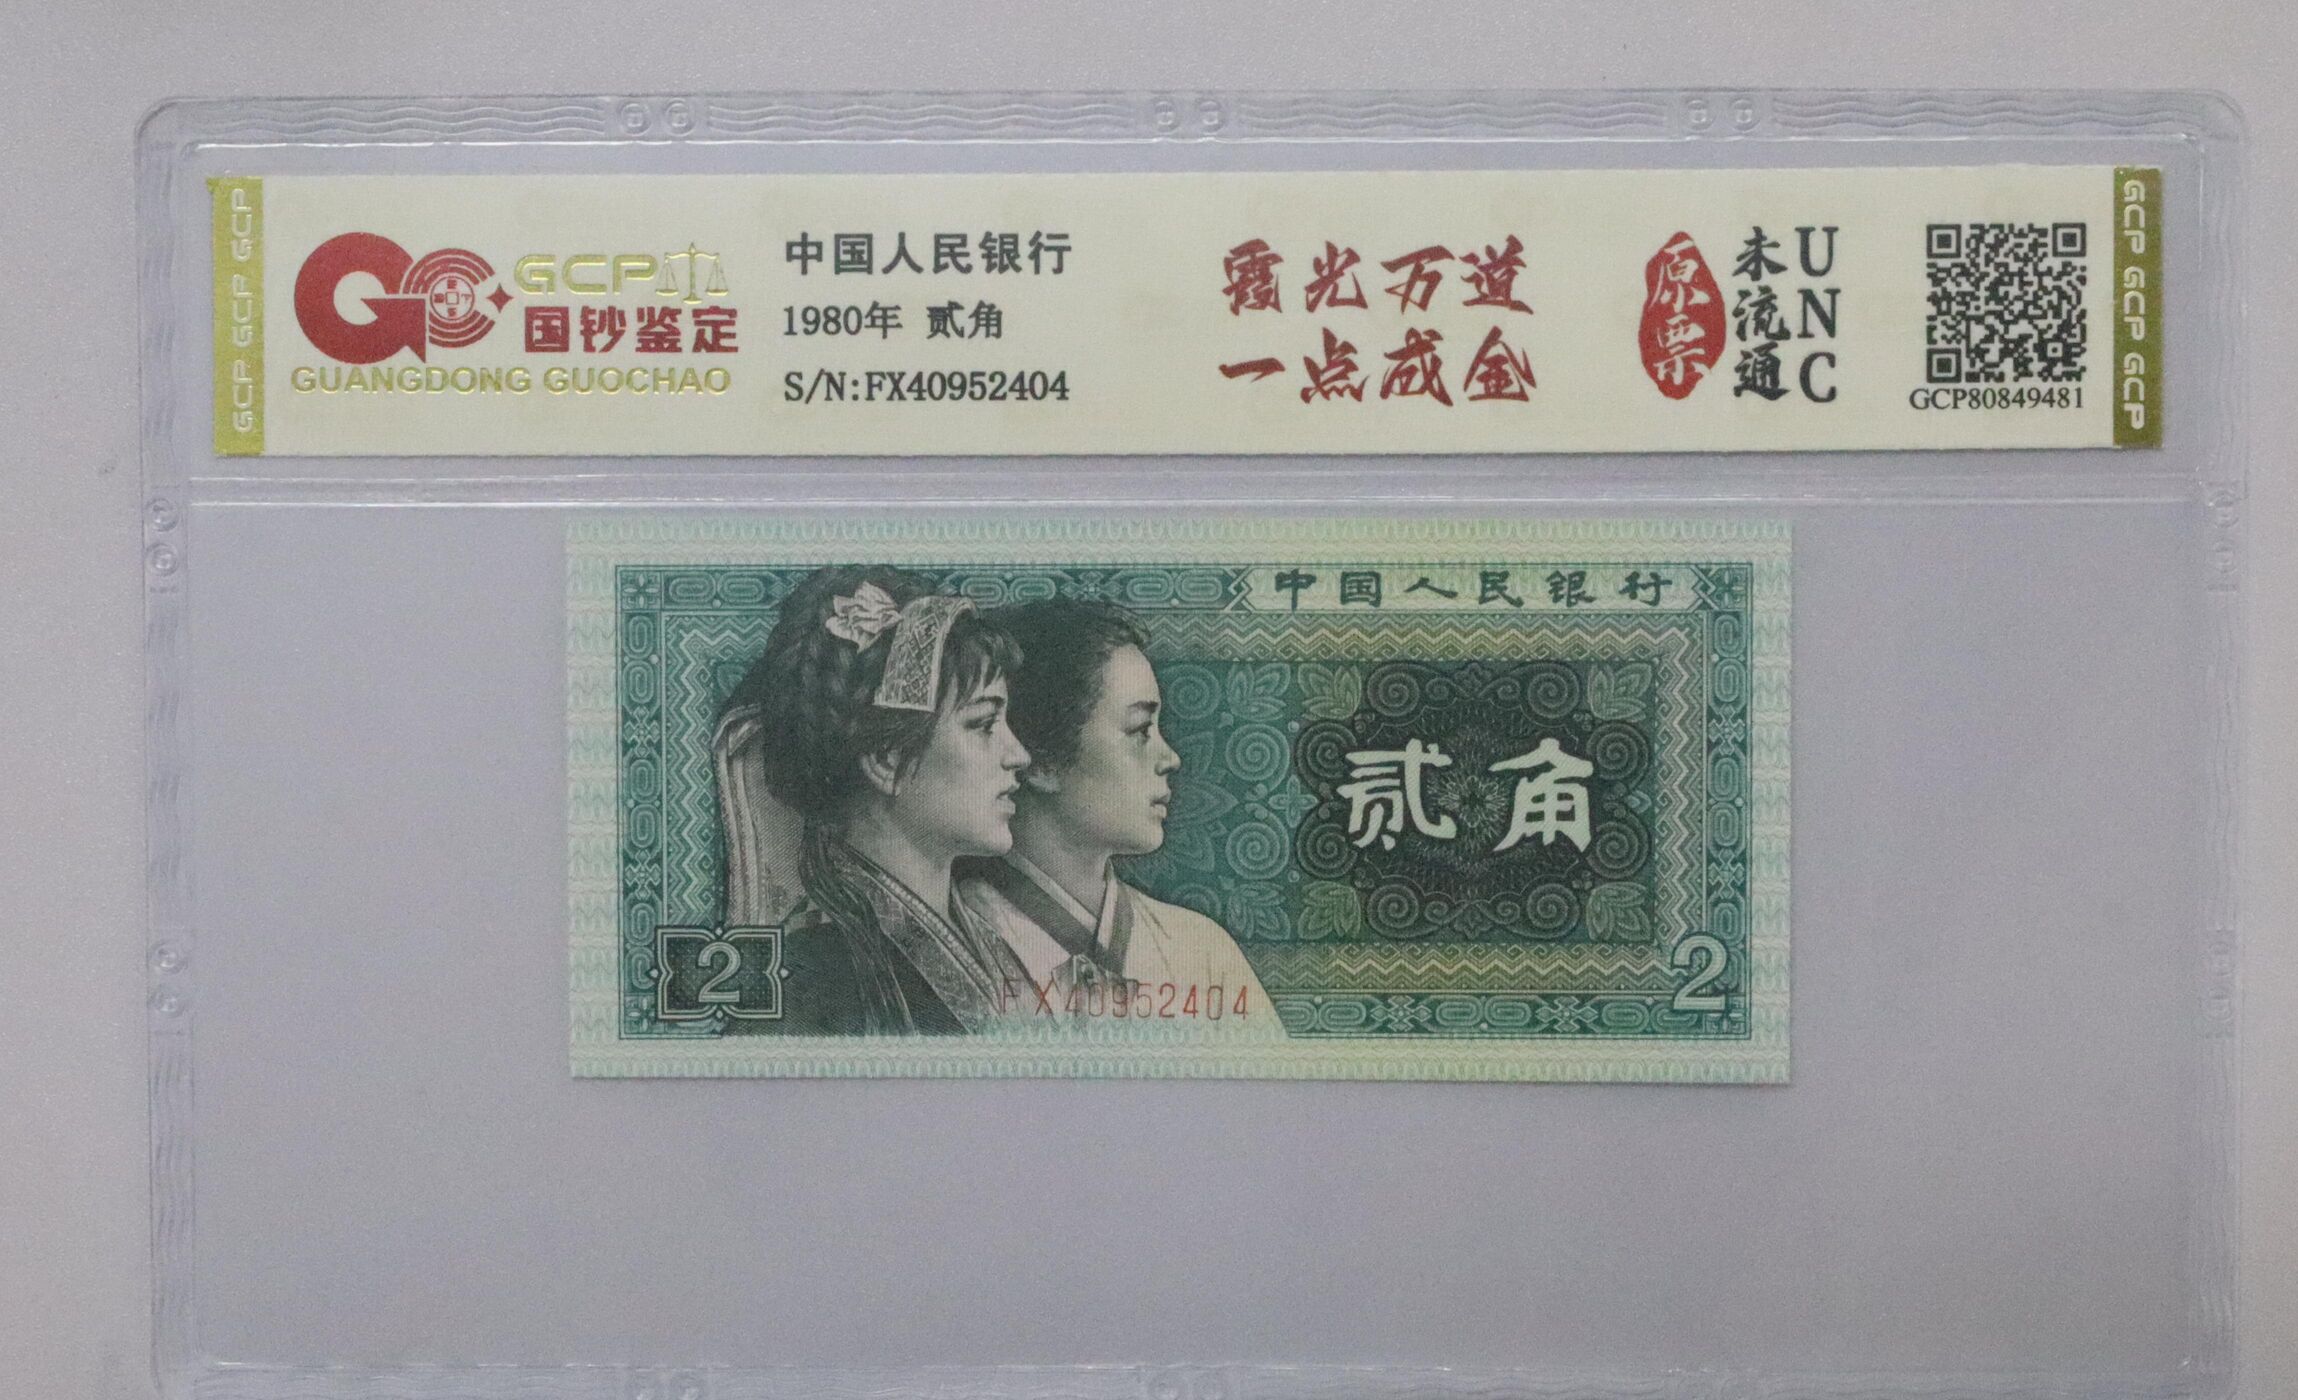 GCP GCP GCP
GCP
国钞鉴定
GUANGDONG GUOCHAO
中国人民银行
1980年 贰角
S/N:FX40952404
霞光万道
一点成金
原票
未流通
UNC
GCP80849481
GCP GCP GCP GCP
中国人民银行
贰角
2
FX40952404
2